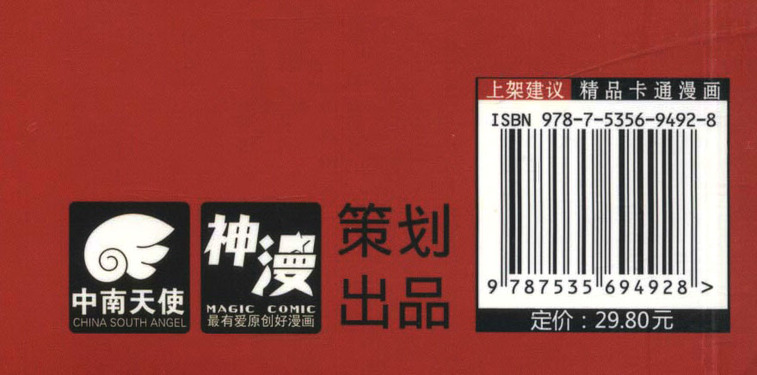 上架建议 精品卡通漫画
ISBN 978-7-5356-9492-8
9 787535 694928 >
定价：29.80元
中南天使
CHINA SOUTH ANGEL
神漫
MAGIC COMIC
最有爱原创好漫画
策划
出品